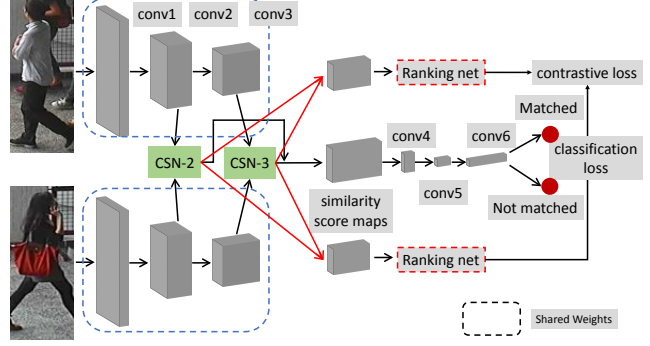 conv1 conv2 conv3
Ranking net
contrastive loss
Matched
conv4
conv6
CSN-2
CSN-3
classification
loss
conv5
similarity
score maps
Not matched
Ranking net
Shared Weights